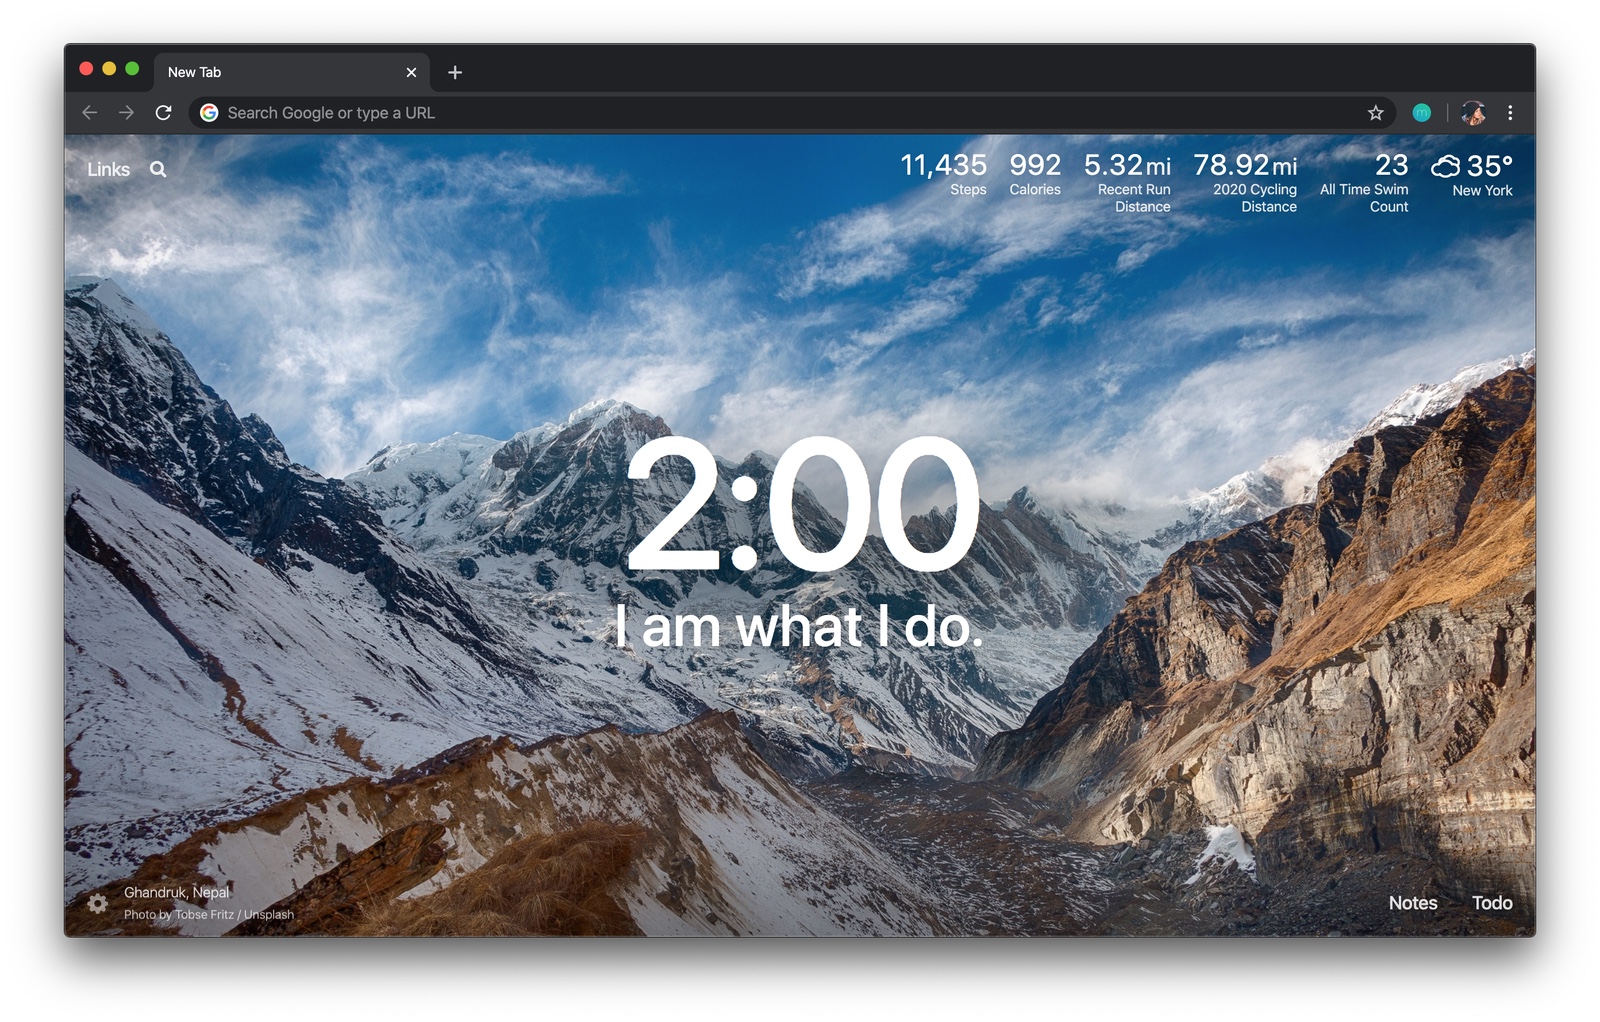 New Tab
Search Google or type a URL
Links
11,435
Steps
992
Calories
5.32mi
Recent Run
Distance
78.92mi
2020 Cycling
Distance
23
All Time Swim
Count
35°
New York
2:00
I am what I do.
Ghandruk, Nepal
Photo by Tobse Fritz / Unsplash
Notes
Todo